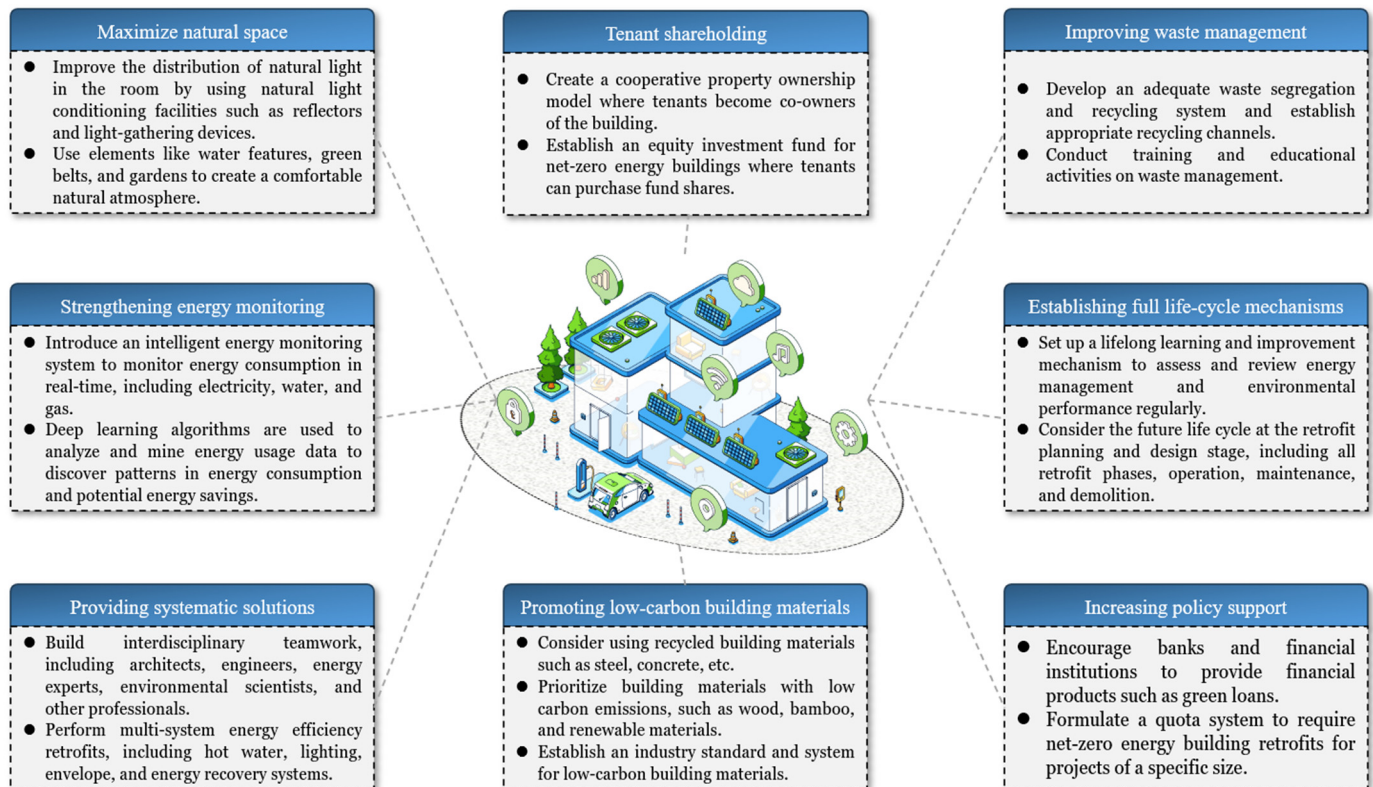 Maximize natural space
● Improve the distribution of natural light
in the room by using natural light
conditioning facilities such as reflectors
and light-gathering devices.
● Use elements like water features, green
belts, and gardens to create a comfortable
natural atmosphere.
Tenant shareholding
● Create a cooperative property ownership
model where tenants become co-owners
of the building.
● Establish an equity investment fund for
net-zero energy buildings where tenants
can purchase fund shares.
Improving waste management
● Develop an adequate waste segregation
and recycling system and establish
appropriate recycling channels.
● Conduct training and educational
activities on waste management.
Strengthening energy monitoring
● Introduce an intelligent energy monitoring
system to monitor energy consumption in
real-time, including electricity, water, and
gas.
● Deep learning algorithms are used to
analyze and mine energy usage data to
discover patterns in energy consumption
and potential energy savings.
Establishing full life-cycle mechanisms
● Set up a lifelong learning and improvement
mechanism to assess and review energy
management and environmental
performance regularly.
● Consider the future life cycle at the retrofit
planning and design stage, including all
retrofit phases, operation, maintenance,
and demolition.
Providing systematic solutions
● Build interdisciplinary teamwork,
including architects, engineers, energy
experts, environmental scientists, and
other professionals.
● Perform multi-system energy efficiency
retrofits, including hot water, lighting,
envelope, and energy recovery systems.
Promoting low-carbon building materials
● Consider using recycled building materials
such as steel, concrete, etc.
● Prioritize building materials with low
carbon emissions, such as wood, bamboo,
and renewable materials.
● Establish an industry standard and system
for low-carbon building materials.
Increasing policy support
● Encourage banks and financial
institutions to provide financial
products such as green loans.
● Formulate a quota system to require
net-zero energy building retrofits for
projects of a specific size.